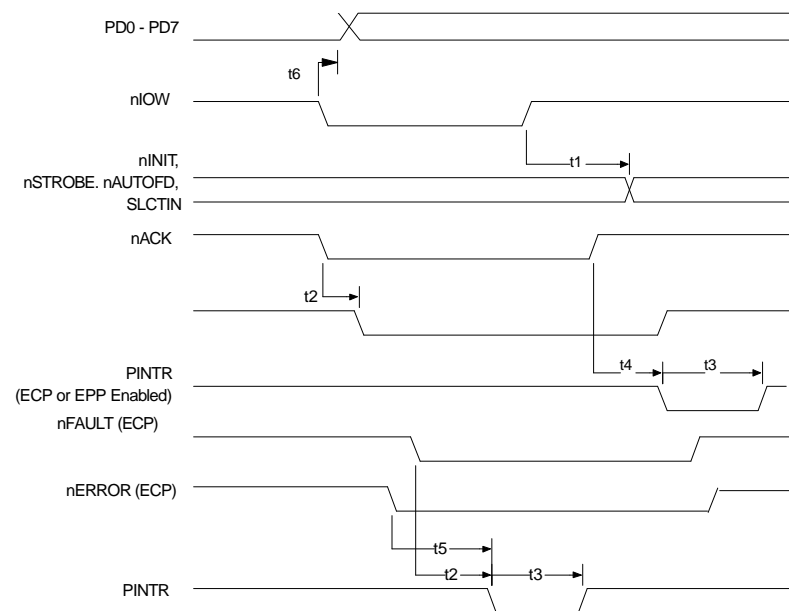 PD0 - PD7
t6
nIOW
t1
nINIT,
nSTROBE. nAUTOFD,
SLCTIN
nACK
t2
t4
t3
PINTR
(ECP or EPP Enabled)
nFAULT (ECP)
nERROR (ECP)
t5
t2
t3
PINTR